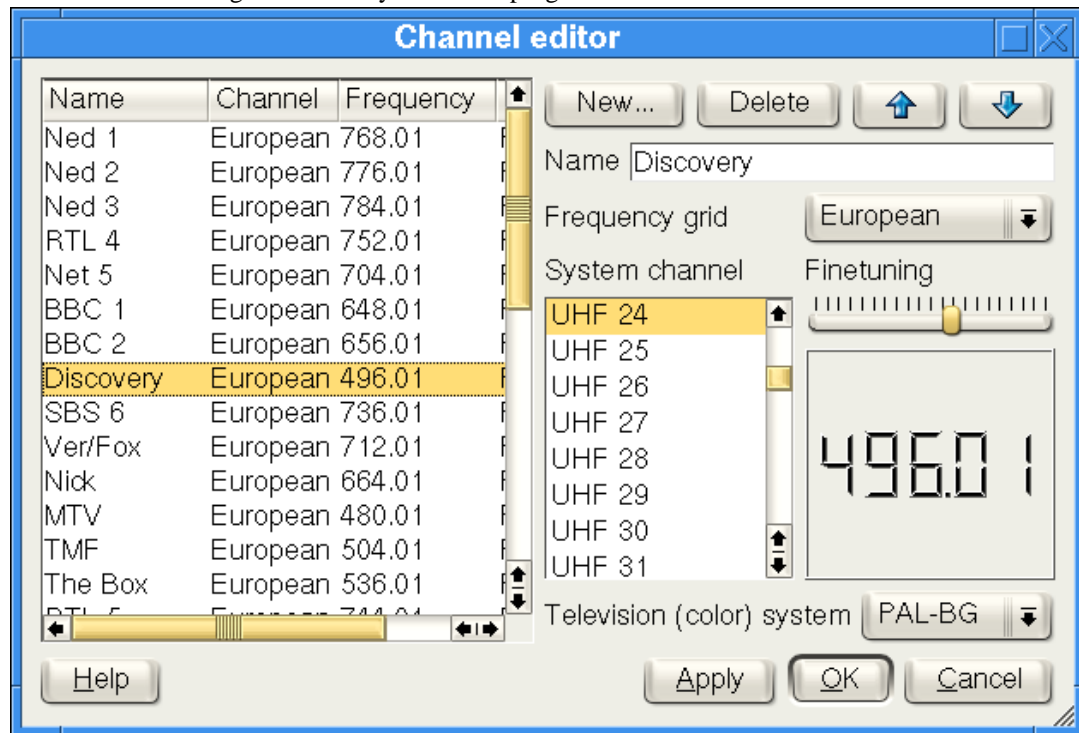 Channel editor
Name Channel Frequency
Ned 1 European 768.01
Ned 2 European 776.01
Ned 3 European 784.01
RTL 4 European 752.01
Net 5 European 704.01
BBC 1 European 648.01
BBC 2 European 656.01
Discovery European 496.01
SBS 6 European 736.01
Ver/Fox European 712.01
Nick European 664.01
MTV European 480.01
TMF European 504.01
The Box European 536.01
New... Delete
Name Discovery
Frequency grid European
System channel Finetuning
UHF 24
UHF 25
UHF 26
UHF 27
UHF 28
UHF 29
UHF 30
UHF 31
496.01
Television (color) system PAL-BG
Help Apply OK Cancel